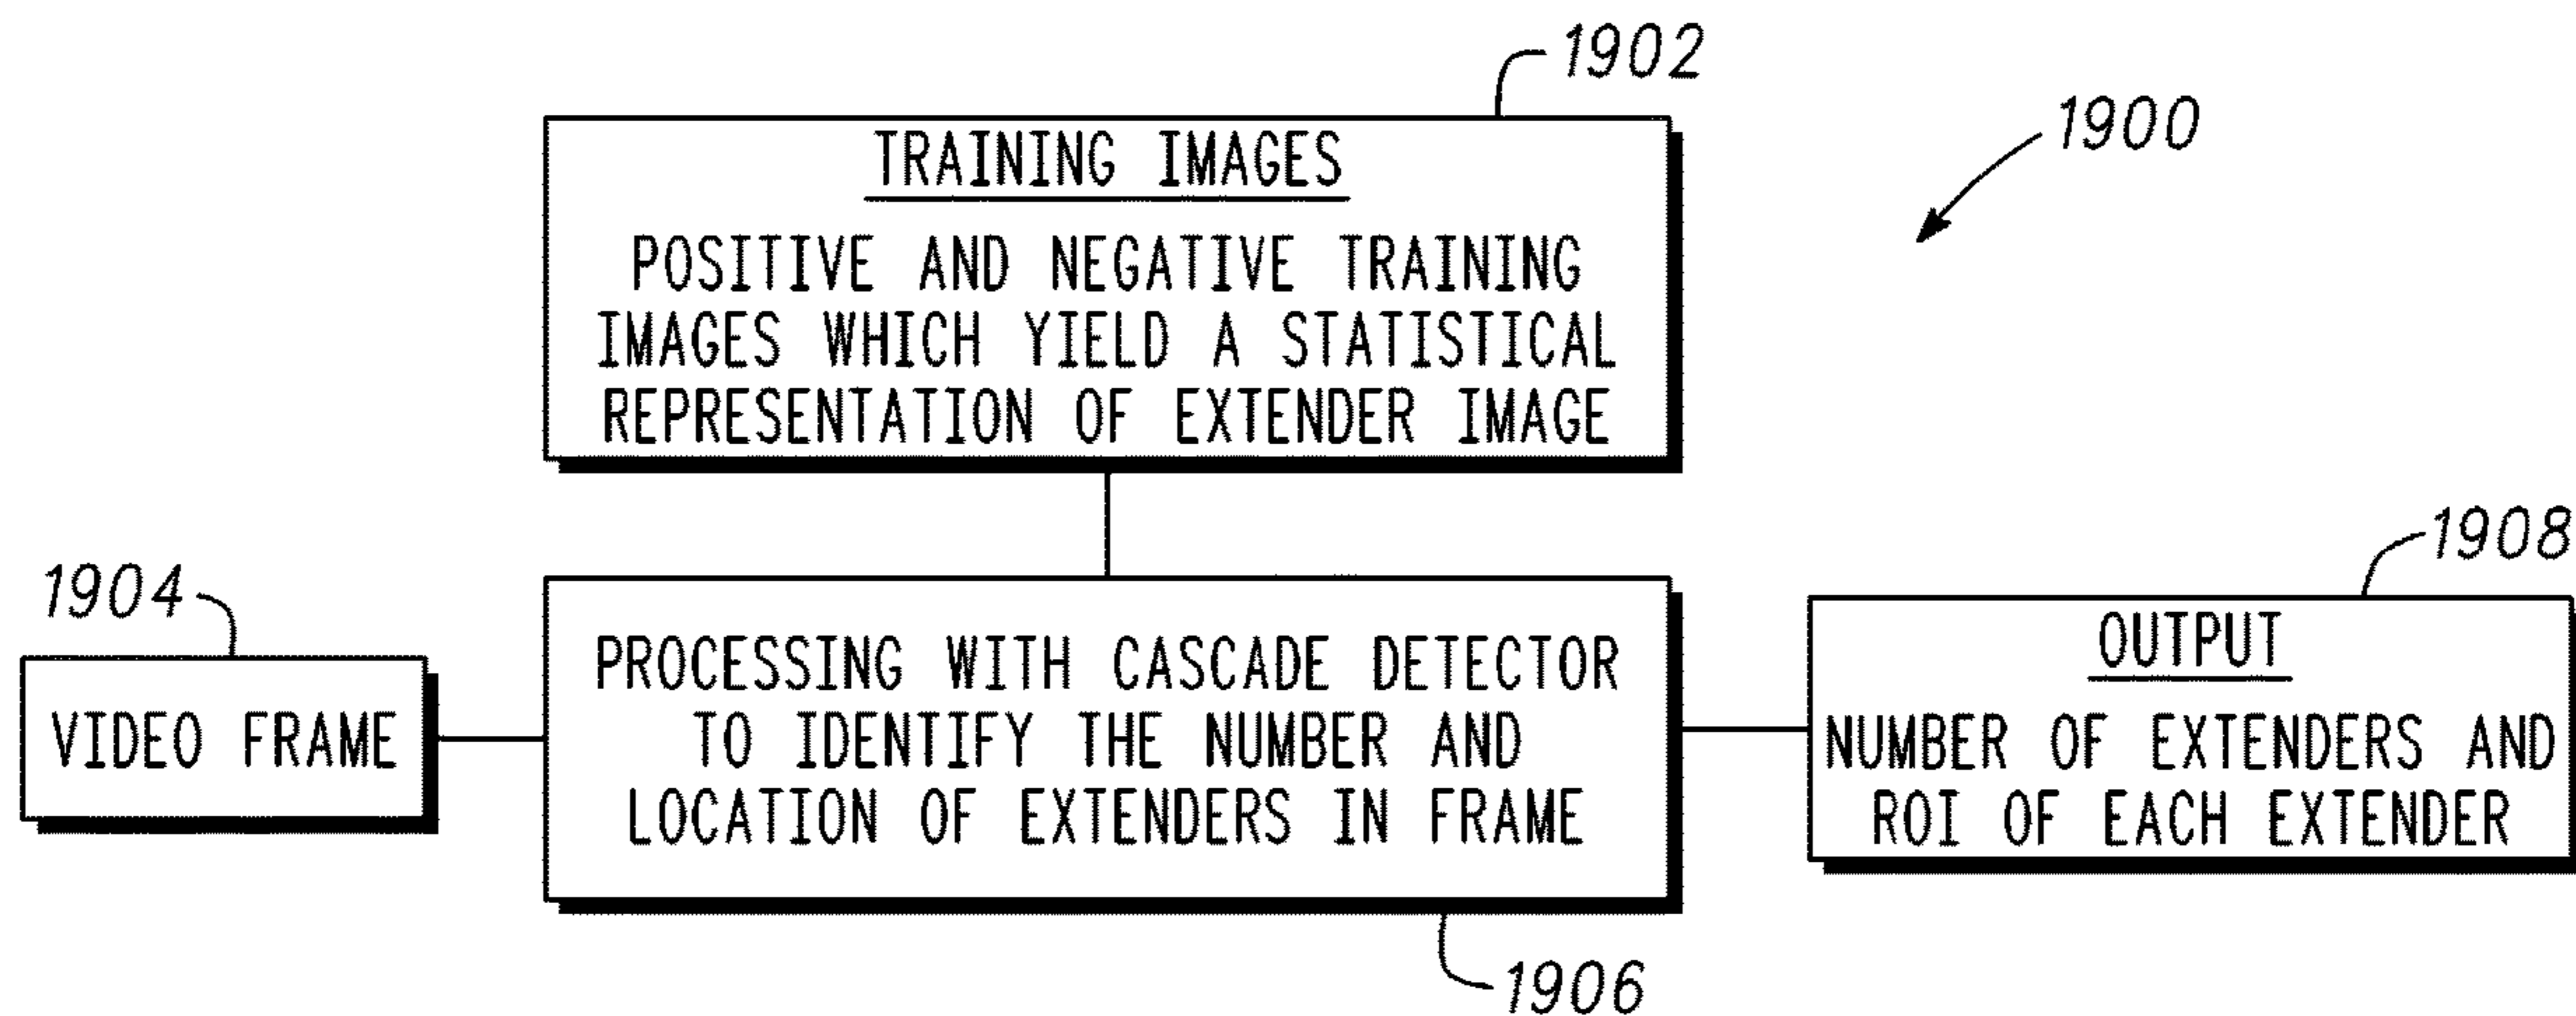 1902
1900
TRAINING IMAGES
POSITIVE AND NEGATIVE TRAINING
IMAGES WHICH YIELD A STATISTICAL
REPRESENTATION OF EXTENDER IMAGE
1904
VIDEO FRAME
PROCESSING WITH CASCADE DETECTOR
TO IDENTIFY THE NUMBER AND
LOCATION OF EXTENDERS IN FRAME
1906
1908
OUTPUT
NUMBER OF EXTENDERS AND
ROI OF EACH EXTENDER